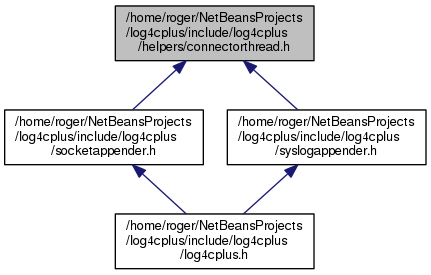 /home/roger/NetBeansProjects
/log4cplus/include/log4cplus
/helpers/connectorthread.h
/home/roger/NetBeansProjects
/log4cplus/include/log4cplus
/socketappender.h
/home/roger/NetBeansProjects
/log4cplus/include/log4cplus
/syslogappender.h
/home/roger/NetBeansProjects
/log4cplus/include/log4cplus
/log4cplus.h